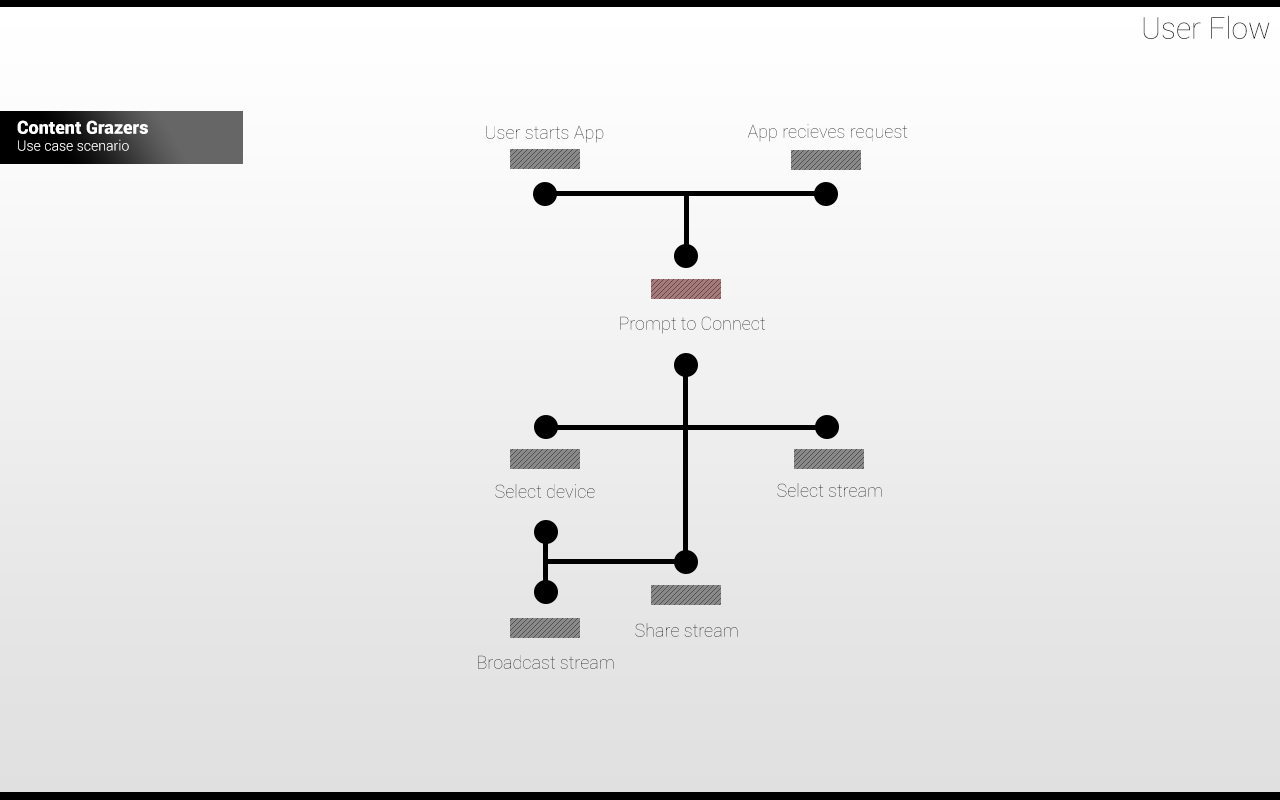 User Flow
Content Grazers
Use case scenario
User starts App
App recieves request
Prompt to Connect
Select device
Select stream
Share stream
Broadcast stream